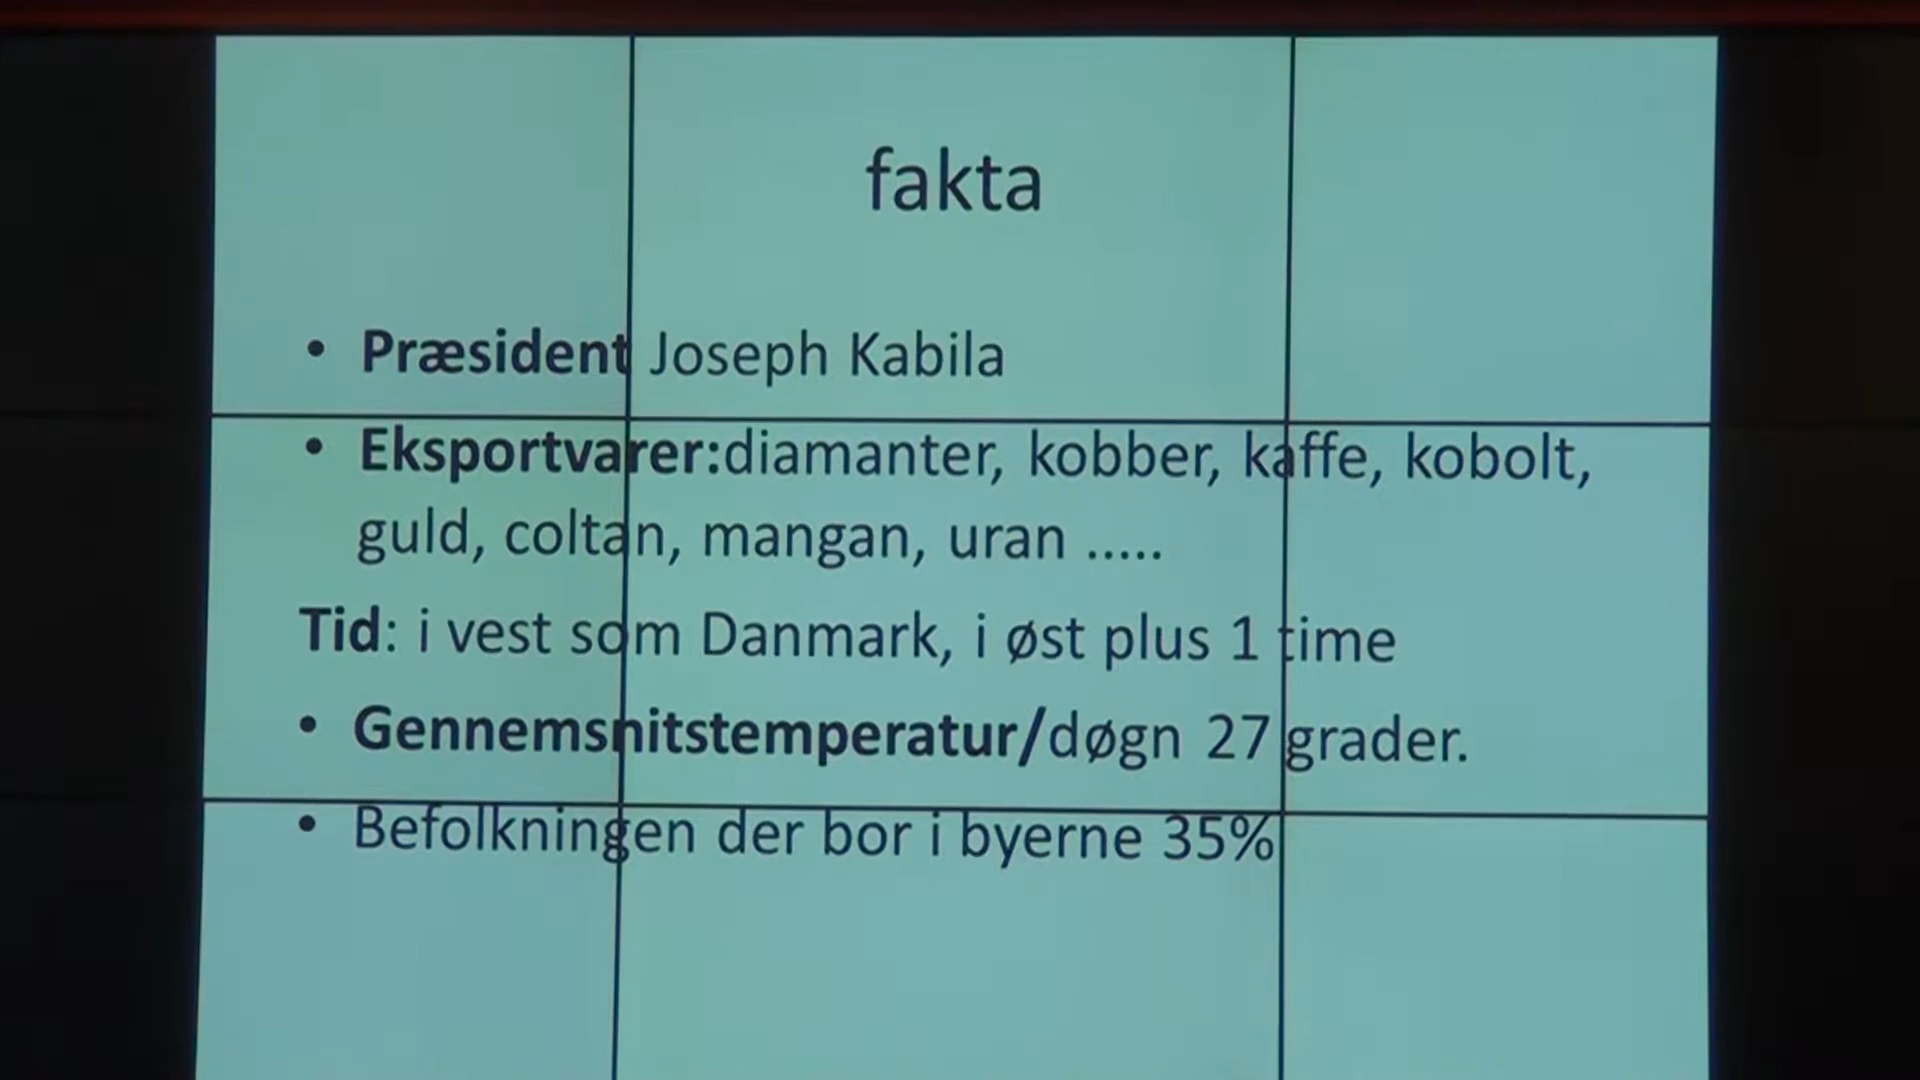 fakta
• Præsident Joseph Kabila
• Eksportvarer:diamanter, kobber, kaffe, kobolt,
guld, coltan, mangan, uran .....
Tid: i vest som Danmark, i øst plus 1 time
• Gennemsnitstemperatur/døgn 27 grader.
• Befolkningen der bor i byerne 35%